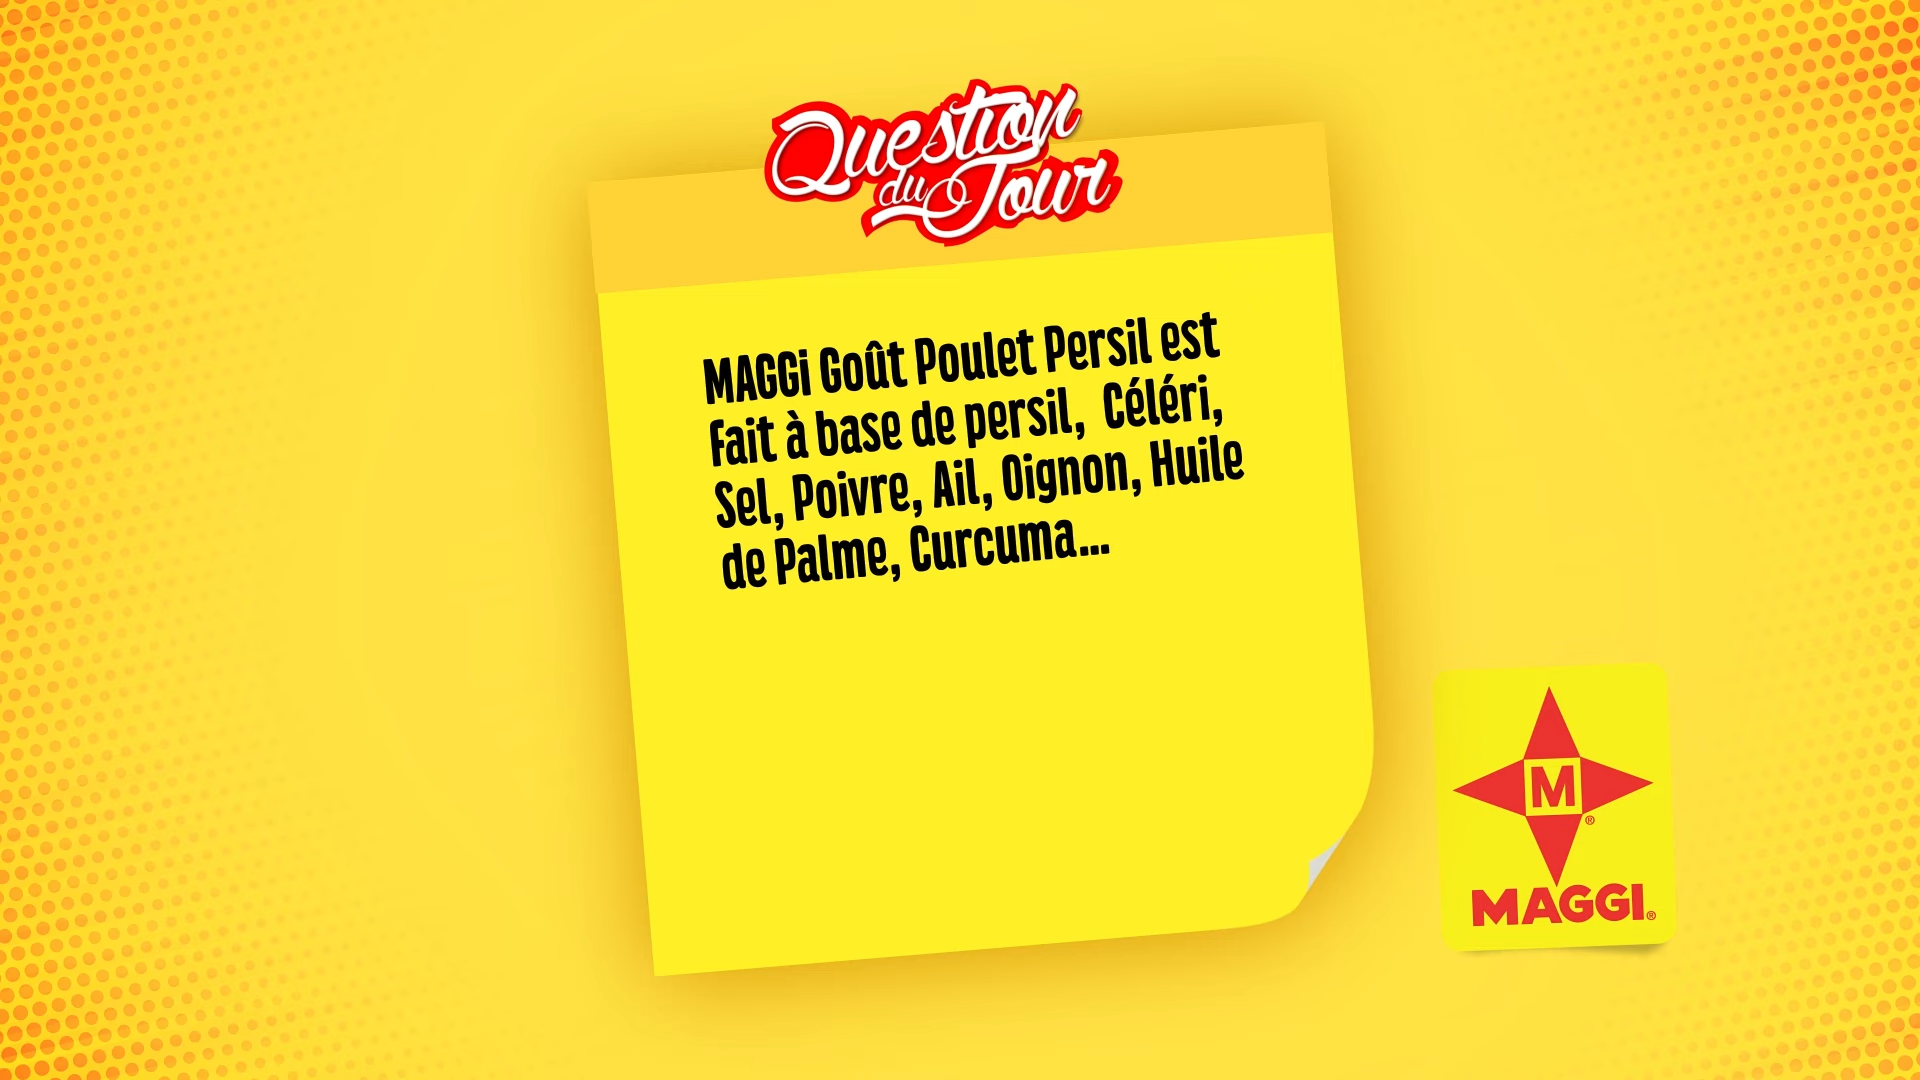 Question
du Jour
MAGGi Goût Poulet Persil est
Fait à base de persil, Céléri,
Sel, Poivre, Ail, Oignon, Huile
de Palme, Curcuma...
M
®
MAGGI®